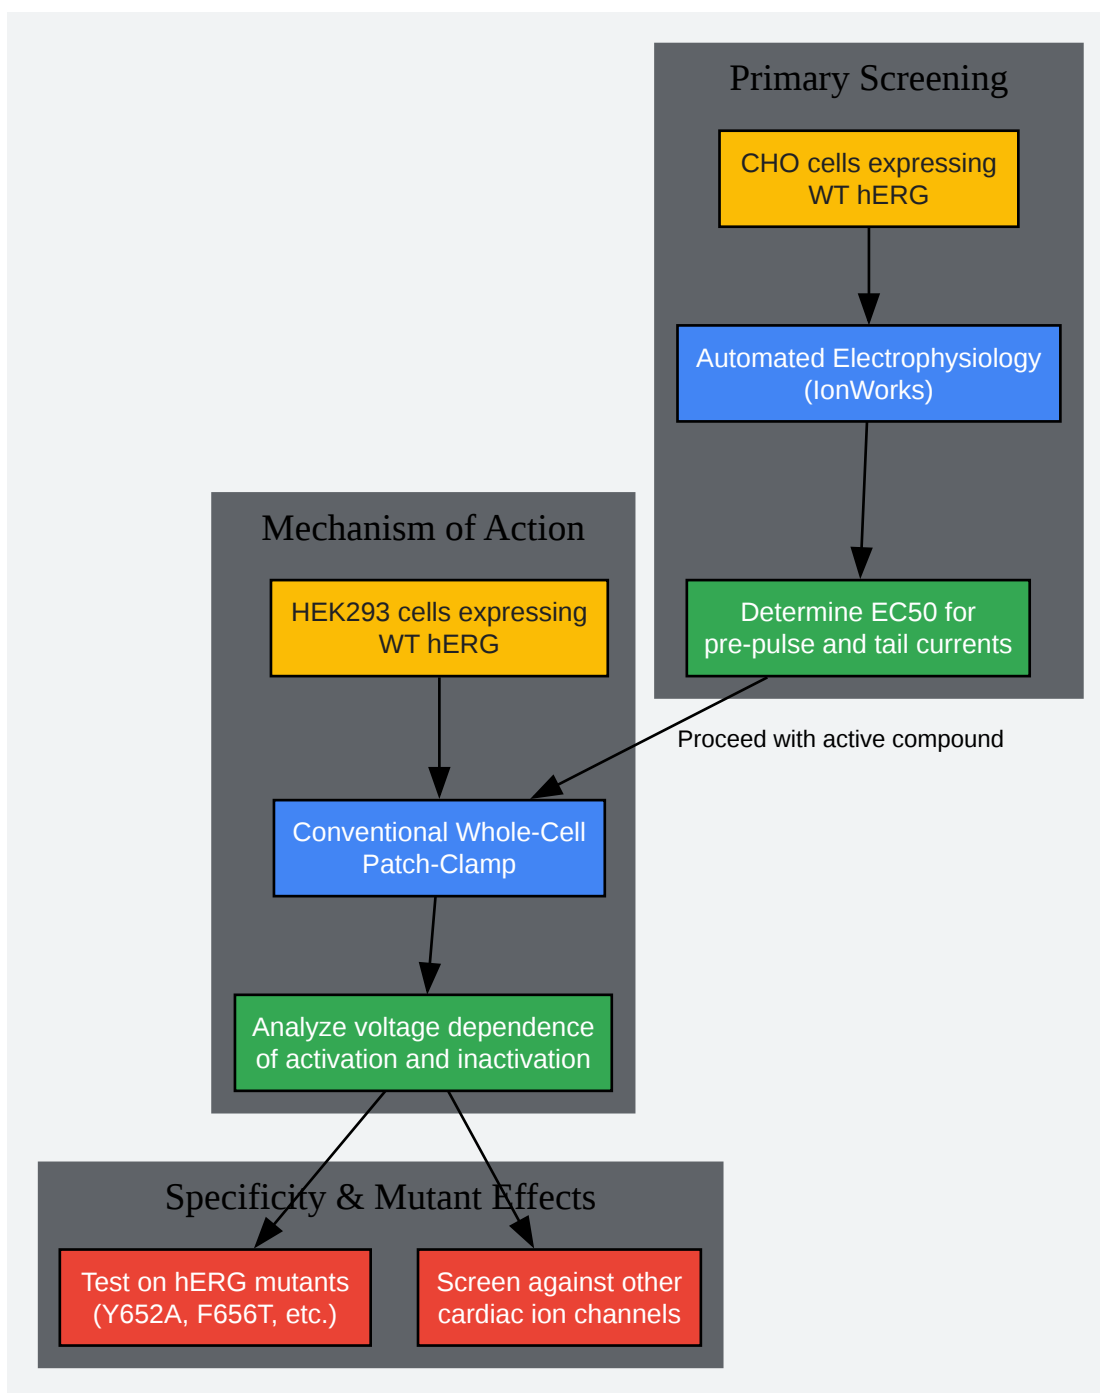 Primary Screening
CHO cells expressing
WT hERG
Automated Electrophysiology
(IonWorks)
Determine EC50 for
pre-pulse and tail currents
Proceed with active compound
Mechanism of Action
HEK293 cells expressing
WT hERG
Conventional Whole-Cell
Patch-Clamp
Analyze voltage dependence
of activation and inactivation
Specificity & Mutant Effects
Test on hERG mutants
(Y652A, F656T, etc.)
Screen against other
cardiac ion channels